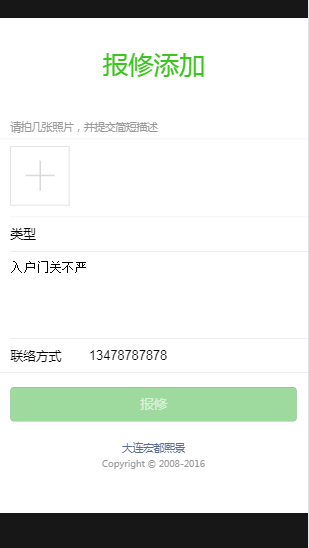 报修添加
请拍几张照片，并提交简短描述
类型
入户门关不严
联络方式 13478787878
报修
大连宏都熙景
Copyright © 2008-2016